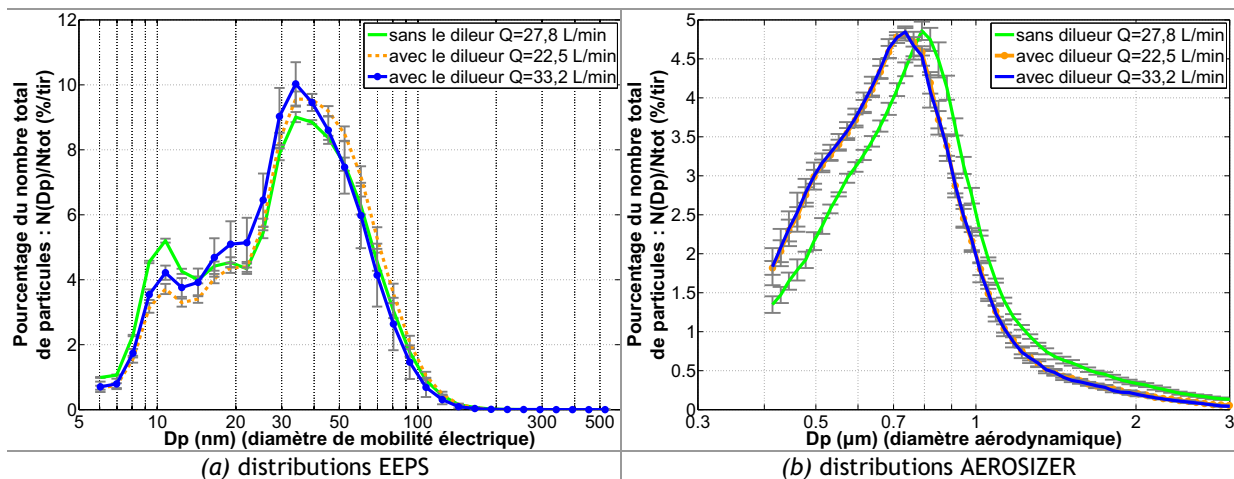 Pourcentage du nombre total
de particules : N(Dp)/Ntot (%/tir)
12
10
8
6
4
2
0
sans le dileur Q=27,8 L/min
avec le dilueur Q=22,5 L/min
avec le dilueur Q=33,2 L/min
5 10 20 30 50 100 300 500
Dp (nm) (diamètre de mobilité électrique)
(a) distributions EEPS
Pourcentage du nombre total
de particules : N(Dp)/Ntot (%/tir)
5
4.5
4
3.5
3
2.5
2
1.5
1
0.5
0
sans dilueur Q=27,8 L/min
avec dilueur Q=22,5 L/min
avec dilueur Q=33,2 L/min
0.3 0.5 0.7 1 2 3
Dp (µm) (diamètre aérodynamique)
(b) distributions AEROSIZER